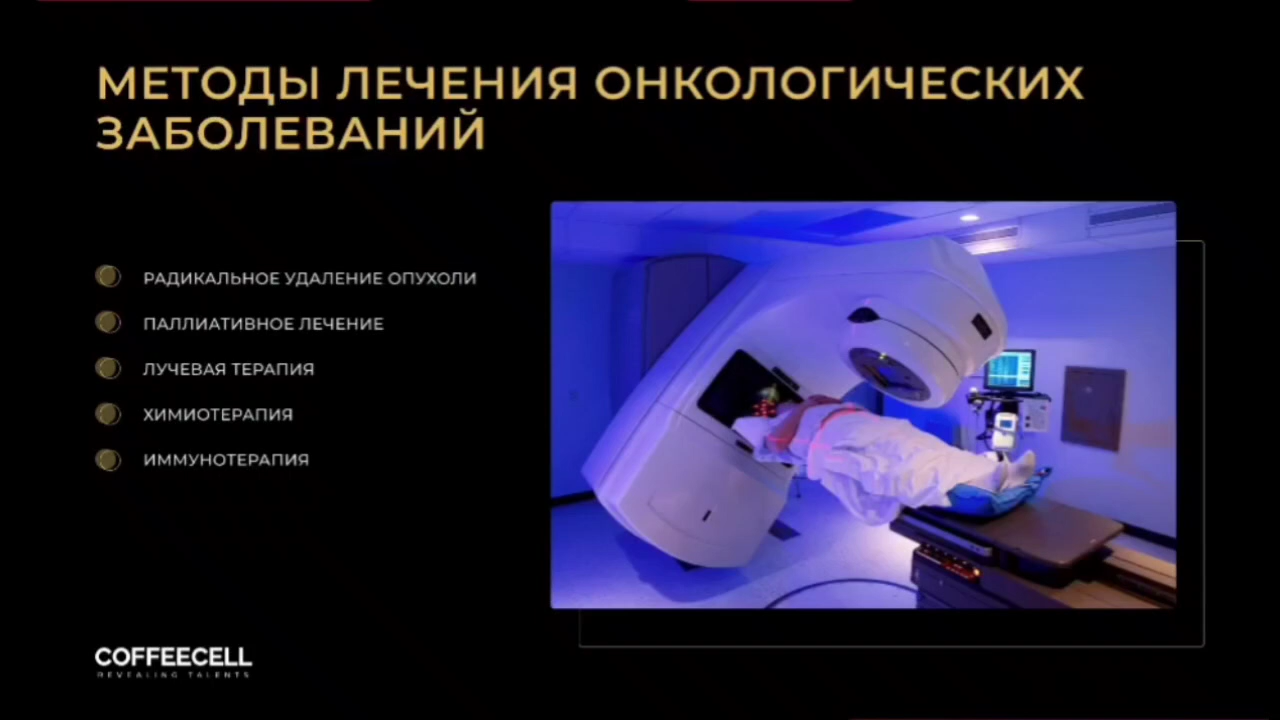 МЕТОДЫ ЛЕЧЕНИЯ ОНКОЛОГИЧЕСКИХ
ЗАБОЛЕВАНИЙ
РАДИКАЛЬНОЕ УДАЛЕНИЕ ОПУХОЛИ
ПАЛЛИАТИВНОЕ ЛЕЧЕНИЕ
ЛУЧЕВАЯ ТЕРАПИЯ
ХИМИОТЕРАПИЯ
ИММУНОТЕРАПИЯ
COFFEECELL
REVEALING TALENTS